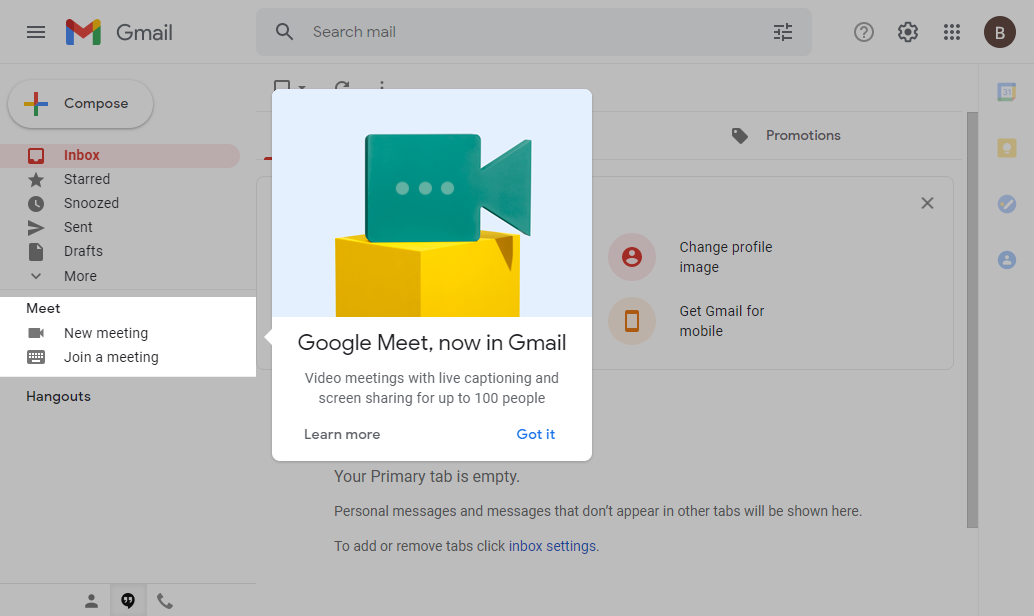 Gmail
Search mail
B
Compose
Inbox
Starred
Snoozed
Sent
Drafts
More
Meet
New meeting
Join a meeting
Hangouts
Promotions
31
Change profile
image
Get Gmail for
mobile
Google Meet, now in Gmail
Video meetings with live captioning and
screen sharing for up to 100 people
Learn more
Got it
Your Primary tab is empty.
Personal messages and messages that don’t appear in other tabs will be shown here.
To add or remove tabs click inbox settings.